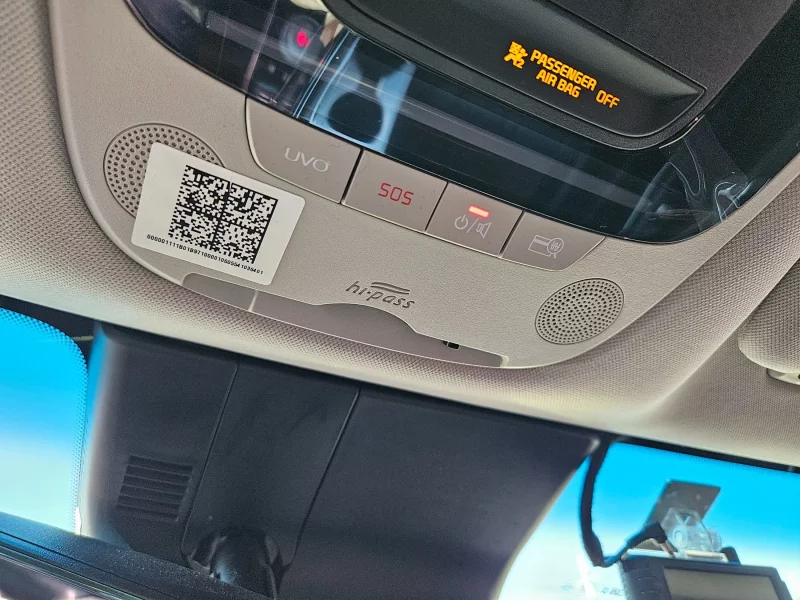 PASSENGER
AIR BAG OFF
UVO
SOS
hi-pass